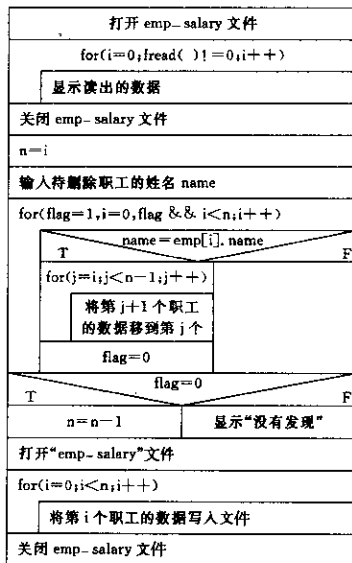 打开 emp_salary 文件
for(i=0;fread( )!=0;i++)
显示读出的数据
关闭 emp_salary 文件
n=i
输入待删除职工的姓名 name
for(flag=1,i=0,flag && i<n;i++)
name=emp[i].name
T F
for(j=i;j<n-1;j++)
将第 j+1 个职工
的数据移到第 j 个
flag=0
flag=0
T F
n=n-1 显示“没有发现”
打开“emp_salary”文件
for(i=0;i<n;i++)
将第 i 个职工的数据写入文件
关闭 emp_salary 文件